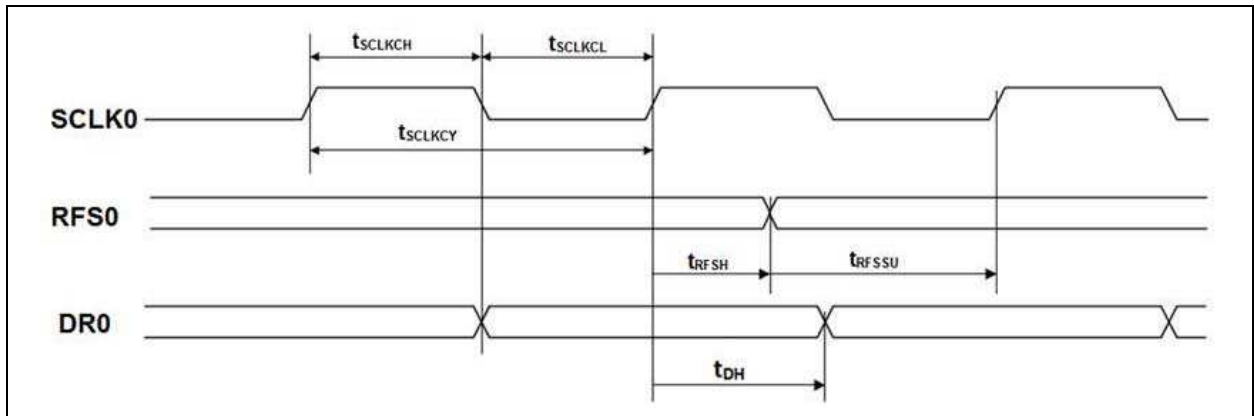 tSCLKCH
tSCLKCL
SCLK0
tSCLKCY
RFS0
tRFSH
tRFSSU
DR0
tDH